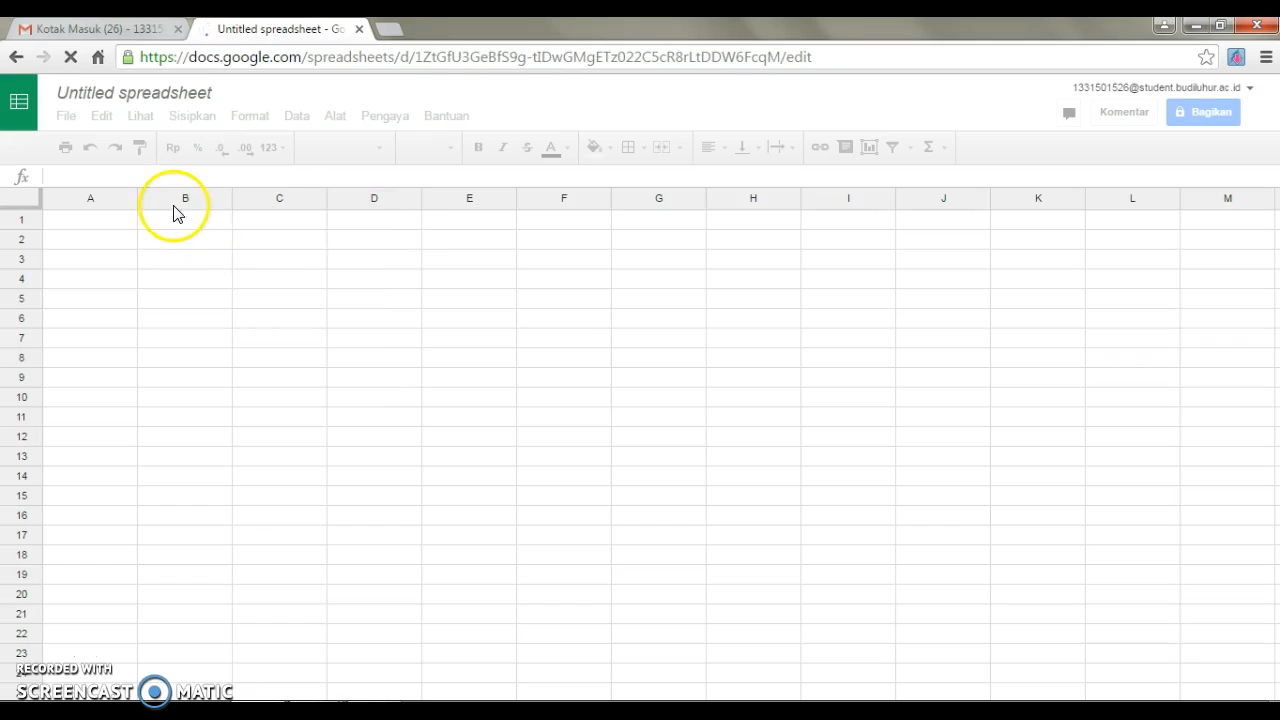 Kotak Masuk (26) - 13315
Untitled spreadsheet - Go
https://docs.google.com/spreadsheets/d/1ZtGfU3GeBfS9g-tIDwaMgETz022C5cR8rLtDDW6FcqM/edit
Untitled spreadsheet
1331501526@student.budiluhur.ac.id
File Edit Lihat Sisipkan Format Data Alat Pengaya Bantuan
Komentar
Bagikan
Rp % .0 .00 123 B I S A Σ
fx
A B C D E F G H I J K L M
1
2
3
4
5
6
7
8
9
10
11
12
13
14
15
16
17
18
19
20
21
22
23
RECORDED WITH
SCREENCAST MATIC